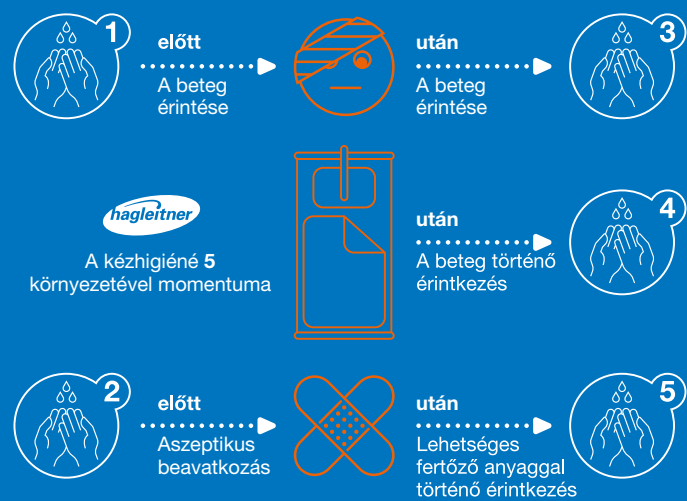 1
előtt
A beteg
érintése
után
A beteg
érintése
3
hagleitner
A kézhigiéné 5
környezetével momentuma
után
A beteg történő
érintkezés
4
2
előtt
Aszeptikus
beavatkozás
után
Lehetséges
fertőző anyaggal
történő érintkezés
5